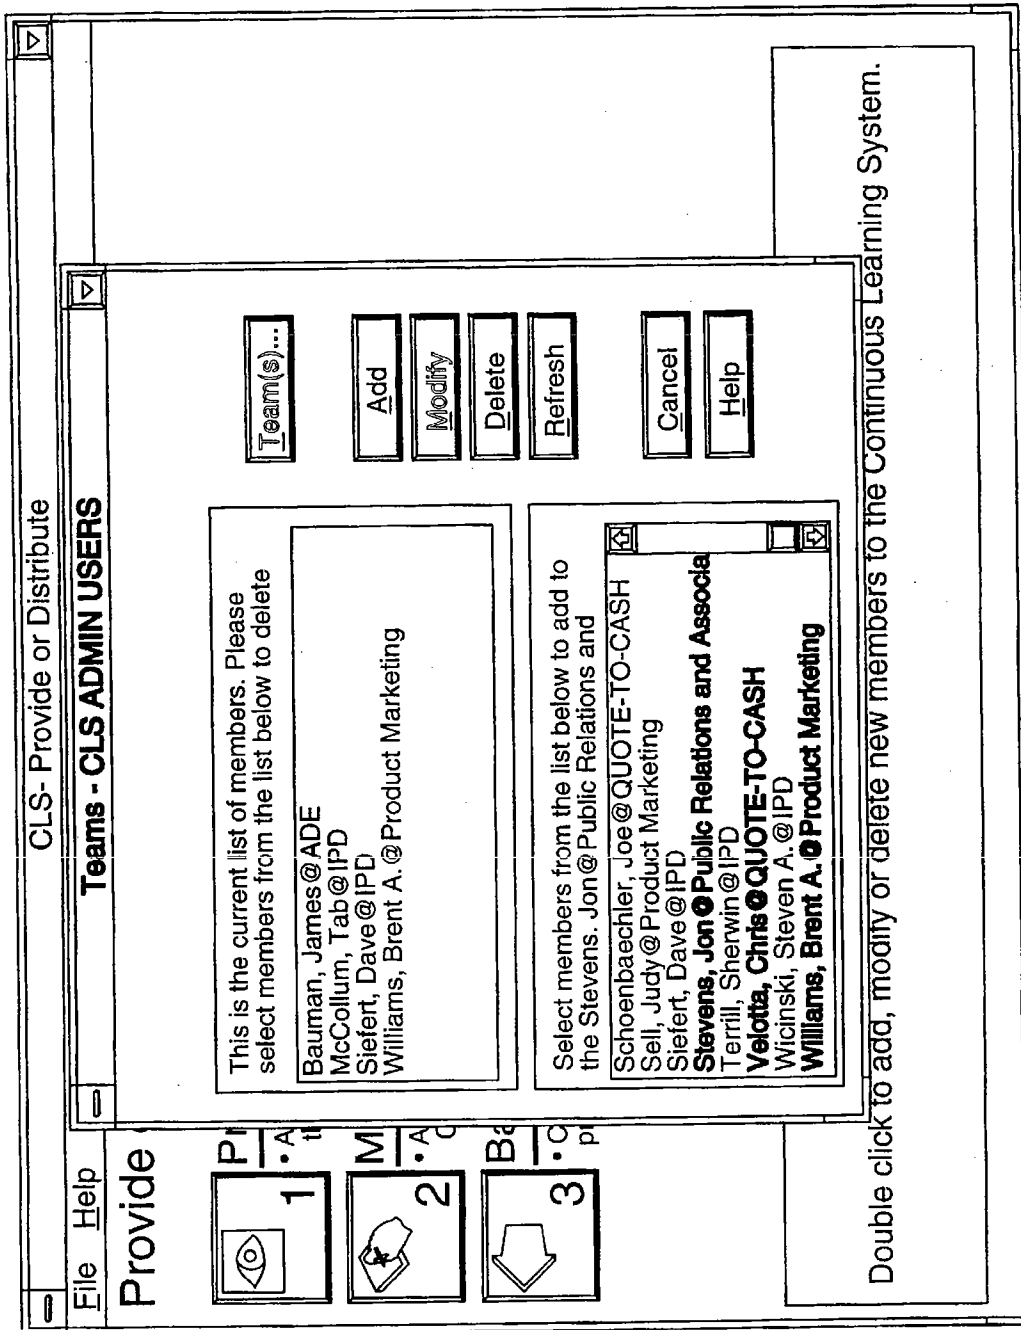 CLS- Provide or Distribute
File Help
Provide
1
Pr
• A
th
2
M
• A
3
Ba
• C
pr
Teams - CLS ADMIN USERS
This is the current list of members. Please
select members from the list below to delete
Bauman, James@ADE
McCollum, Tab@IPD
Siefert, Dave@IPD
Williams, Brent A.@Product Marketing
Select members from the list below to add to
the Stevens. Jon@Public Relations and
Schoenbaechler, Joe@QUOTE-TO-CASH
Sell, Judy@Product Marketing
Siefert, Dave@IPD
Stevens, Jon@Public Relations and Associa
Terrill, Sherwin@IPD
Velotta, Chris@QUOTE-TO-CASH
Wicinski, Steven A.@IPD
Williams, Brent A.@Product Marketing
Team(s)...
Add
Modify
Delete
Refresh
Cancel
Help
Double click to add, modify or delete new members to the Continuous Learning System.